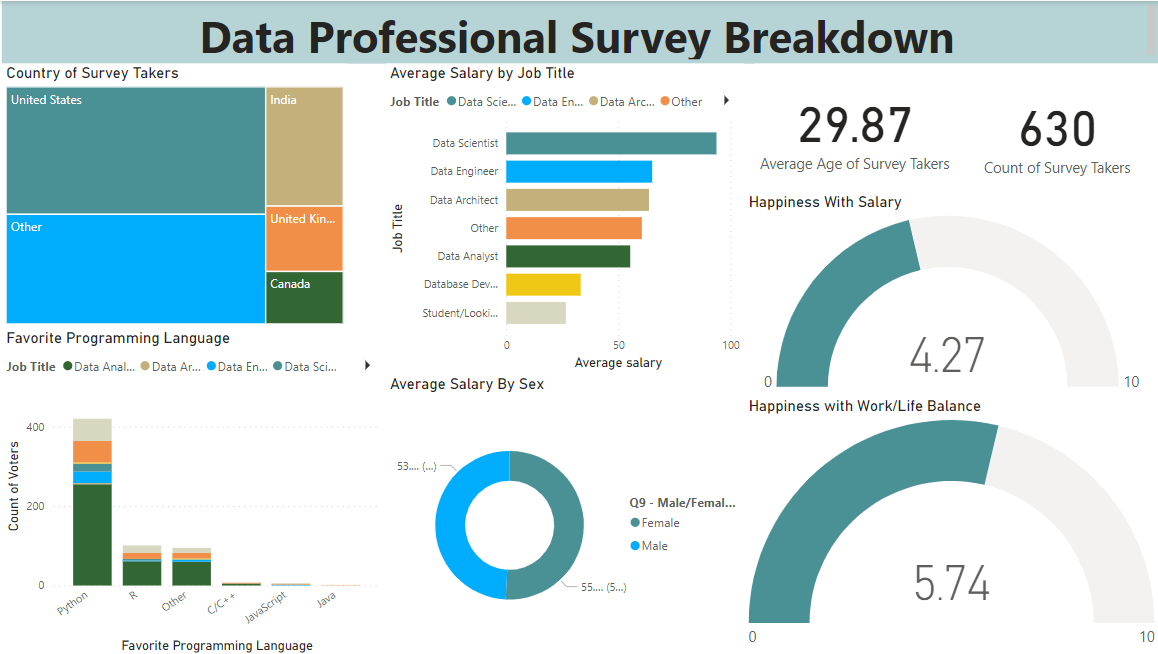 Data Professional Survey Breakdown
Country of Survey Takers
United States
India
Other
United Kin...
Canada
Average Salary by Job Title
Job Title Data Scie... Data En... Data Arc... Other
Job Title
Data Scientist
Data Engineer
Data Architect
Other
Data Analyst
Database Dev...
Student/Looki...
0 50 100
Average salary
29.87
Average Age of Survey Takers
630
Count of Survey Takers
Happiness With Salary
4.27
0 10
Favorite Programming Language
Job Title Data Anal... Data Ar... Data En... Data Sci...
Count of Voters
400
200
0
Python R Other C/C++ JavaScript Java
Favorite Programming Language
Average Salary By Sex
53.... (...)
55.... (5...)
Q9 - Male/Femal...
Female
Male
Happiness with Work/Life Balance
5.74
0 10